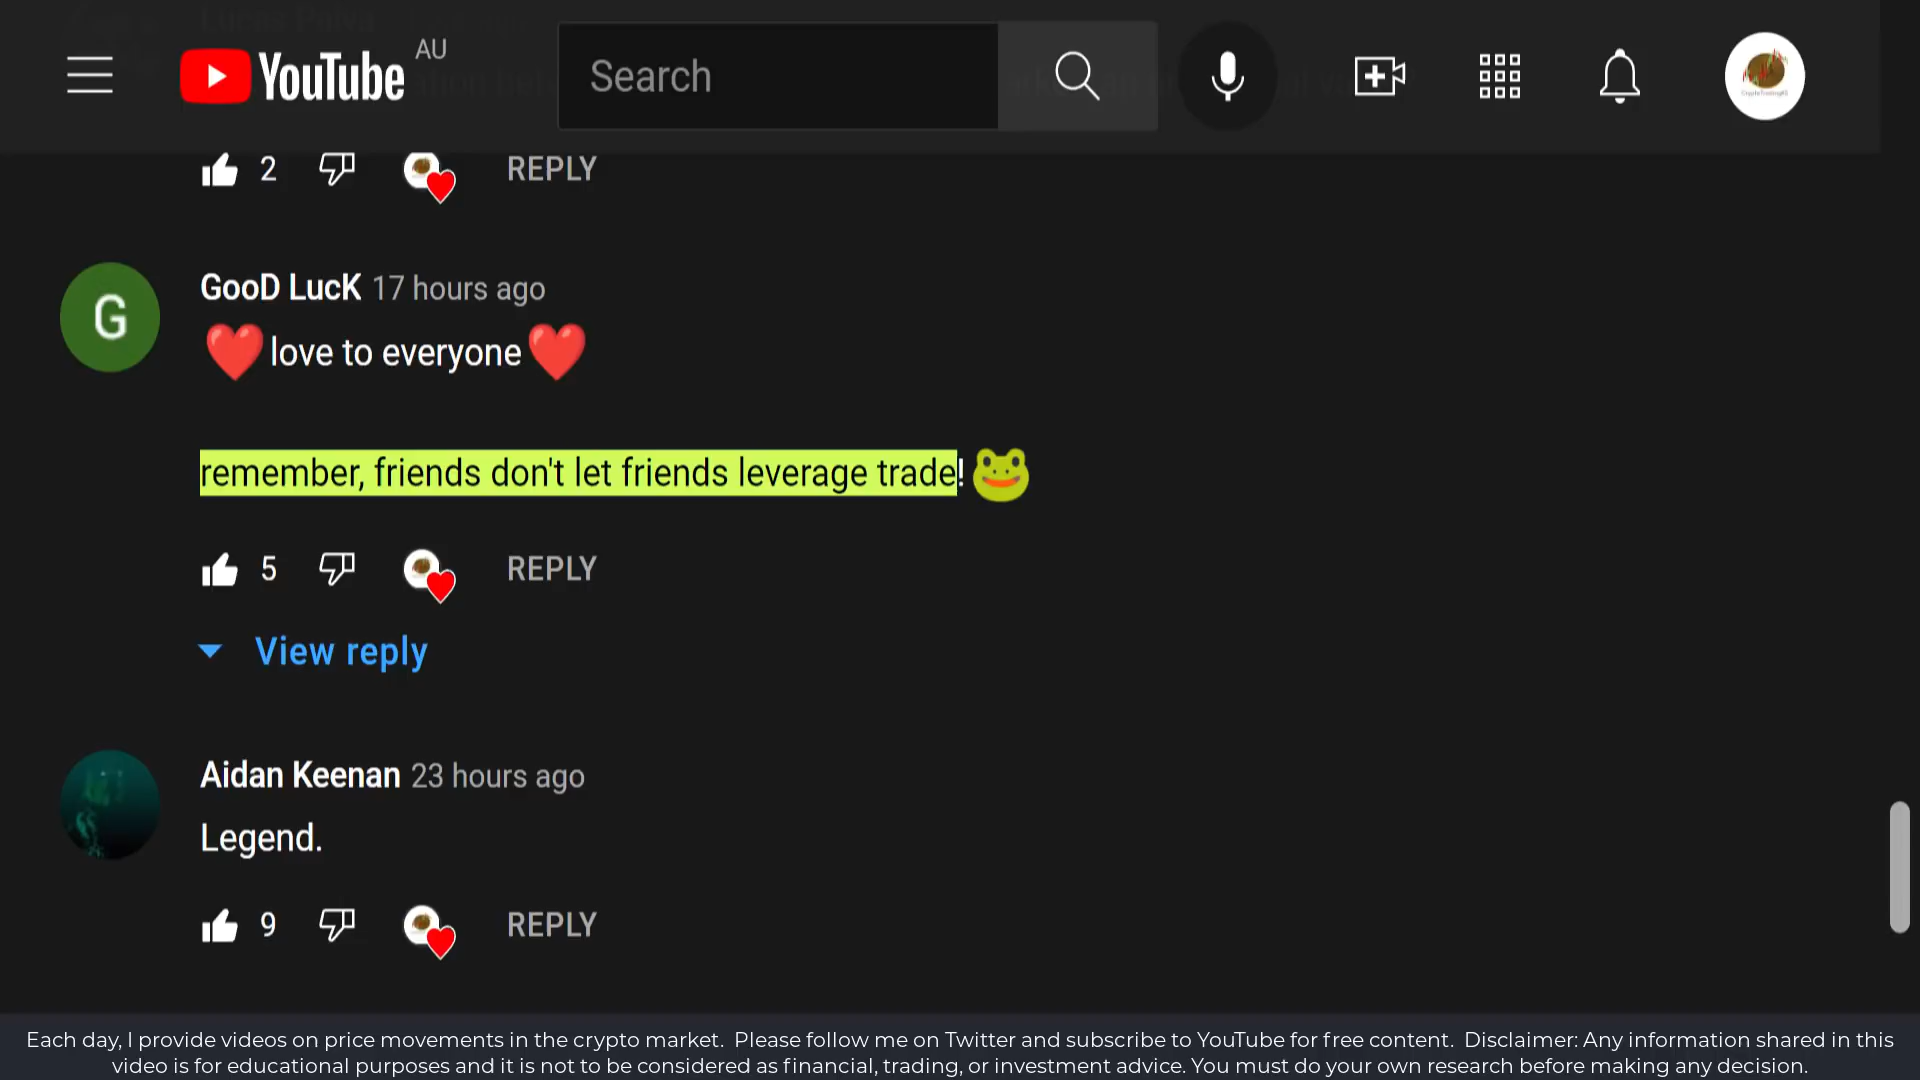 YouTube AU
Search
2 REPLY
GooD LucK 17 hours ago
❤️love to everyone❤️
remember, friends don't let friends leverage trade!🐸
5 REPLY
View reply
Aidan Keenan 23 hours ago
Legend.
9 REPLY
Each day, I provide videos on price movements in the crypto market. Please follow me on Twitter and subscribe to YouTube for free content. Disclaimer: Any information shared in this
video is for educational purposes and it is not to be considered as financial, trading, or investment advice. You must do your own research before making any decision.